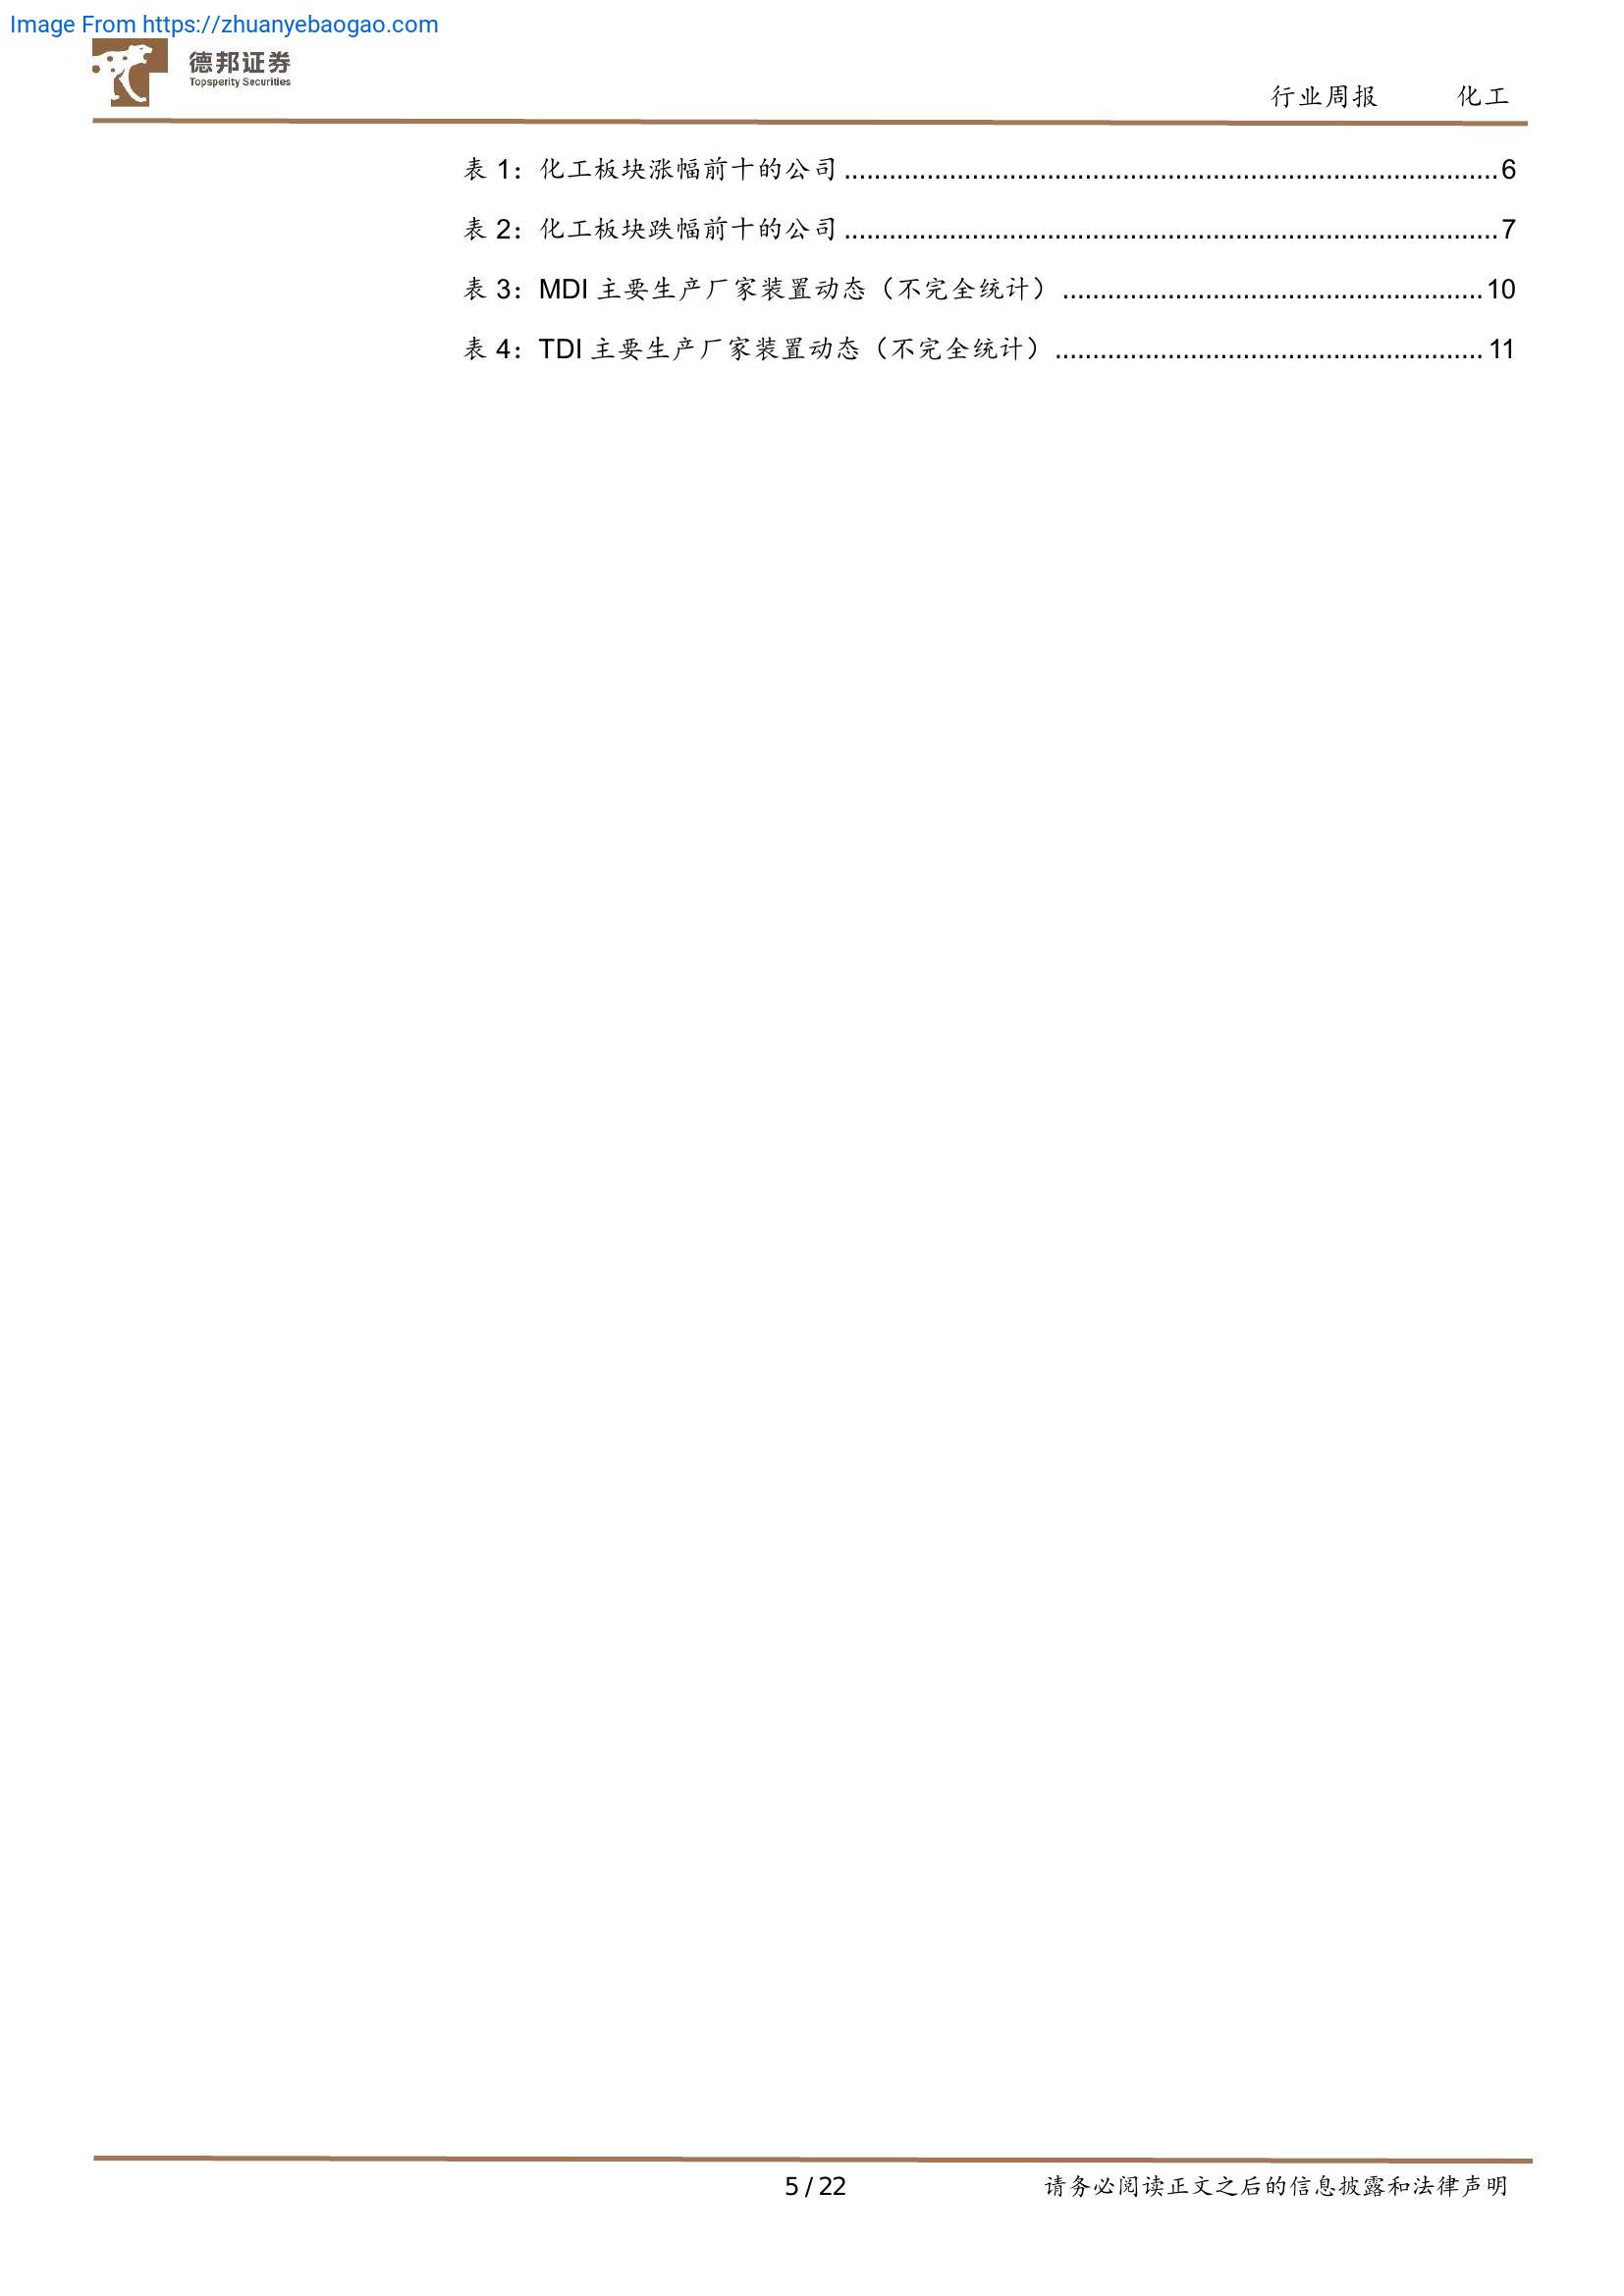 Image From https://zhuanyebaogao.com
德邦证券
Topsperity Securities
行业周报 化工
表 1：化工板块涨幅前十的公司.......................................................................................6
表 2：化工板块跌幅前十的公司.......................................................................................7
表 3：MDI 主要生产厂家装置动态（不完全统计）........................................................10
表 4：TDI 主要生产厂家装置动态（不完全统计）.........................................................11
5 / 22
请务必阅读正文之后的信息披露和法律声明